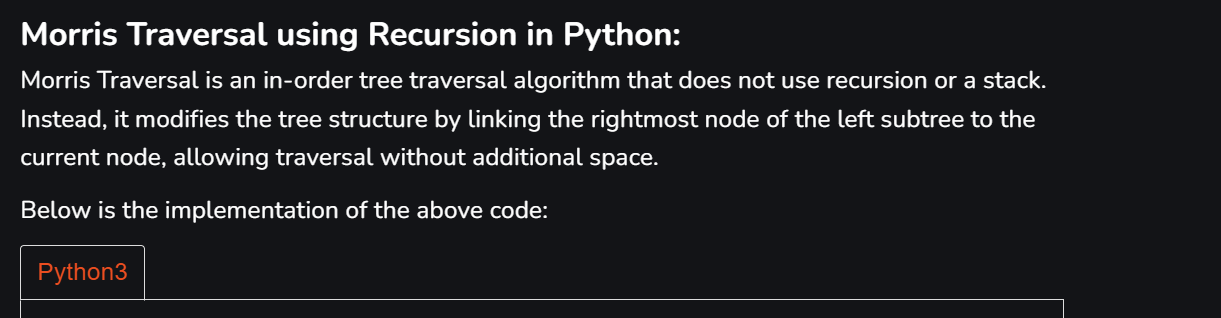 Morris Traversal using Recursion in Python:
Morris Traversal is an in-order tree traversal algorithm that does not use recursion or a stack.
Instead, it modifies the tree structure by linking the rightmost node of the left subtree to the
current node, allowing traversal without additional space.
Below is the implementation of the above code:
Python3